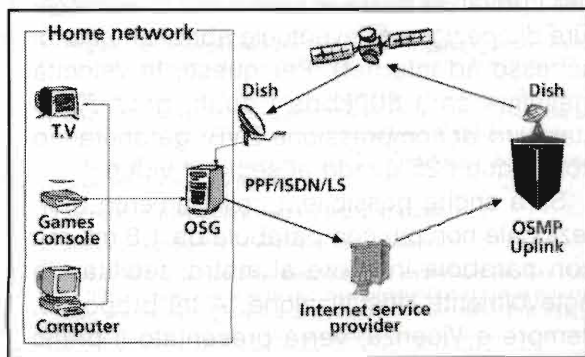 Home network
Dish
Dish
T.V
PPF/ISDN/LS
OSG
Games
Console
OSMP
Uplink
Internet service
provider
Computer